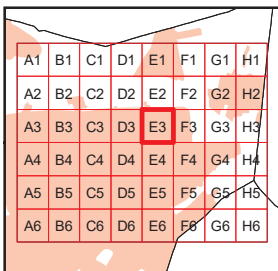 A1 B1 C1 D1 E1 F1 G1 H1
A2 B2 C2 D2 E2 F2 G2 H2
A3 B3 C3 D3 E3 F3 G3 H3
A4 B4 C4 D4 E4 F4 G4 H4
A5 B5 C5 D5 E5 F5 G5 H5
A6 B6 C6 D6 E6 F6 G6 H6